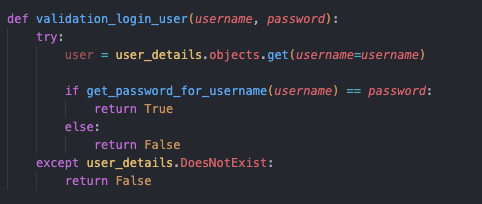 def validation_login_user(username, password):
    try:
        user = user_details.objects.get(username=username)

        if get_password_for_username(username) == password:
            return True
        else:
            return False
    except user_details.DoesNotExist:
        return False